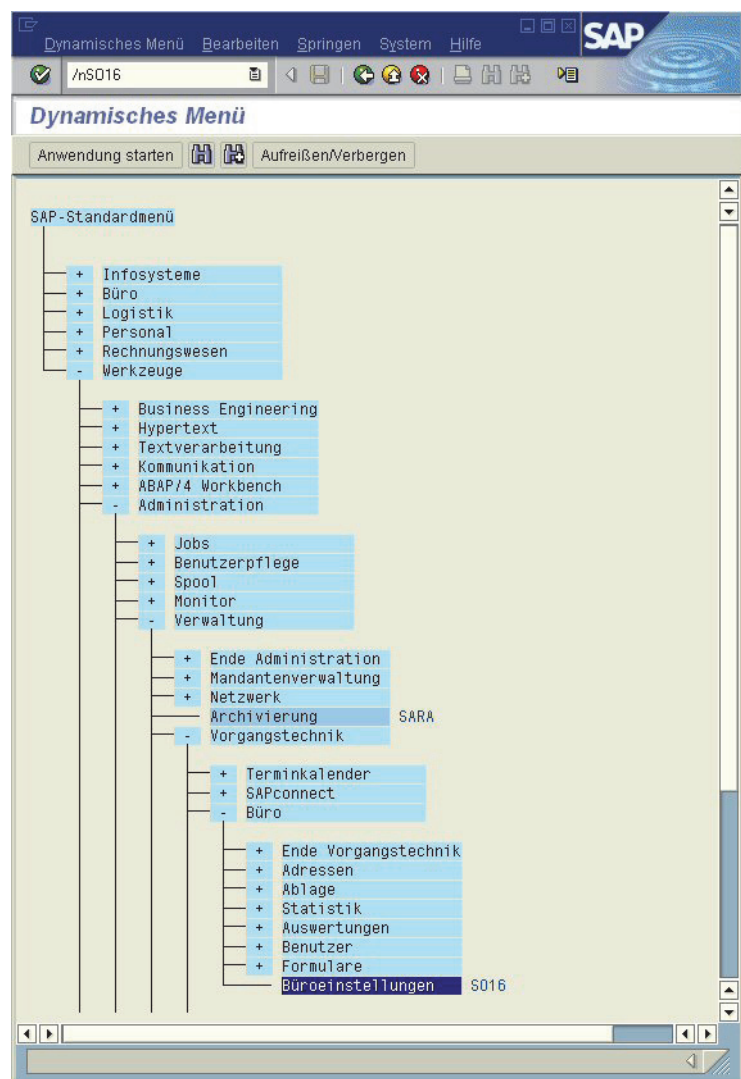 Dynamisches Menü Bearbeiten Springen System Hilfe
SAP
/nSO16
Dynamisches Menü
Anwendung starten Aufreißen/Verbergen
SAP-Standardmenü
+ Infosysteme
+ Büro
+ Logistik
+ Personal
+ Rechnungswesen
- Werkzeuge
+ Business Engineering
+ Hypertext
+ Textverarbeitung
+ Kommunikation
+ ABAP/4 Workbench
- Administration
+ Jobs
+ Benutzerpflege
+ Spool
+ Monitor
- Verwaltung
+ Ende Administration
+ Mandantenverwaltung
+ Netzwerk
Archivierung SARA
- Vorgangstechnik
+ Terminkalender
+ SAPconnect
- Büro
+ Ende Vorgangstechnik
+ Adressen
+ Ablage
+ Statistik
+ Auswertungen
+ Benutzer
+ Formulare
Büroeinstellungen SO16